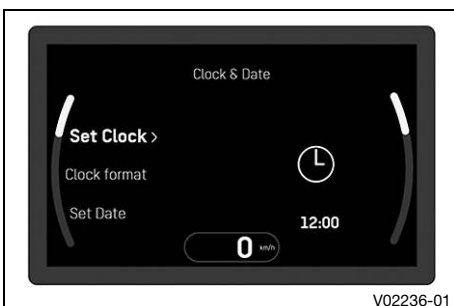 Clock & Date
Set Clock >
Clock format
Set Date
12:00
0 km/h
V02236-01